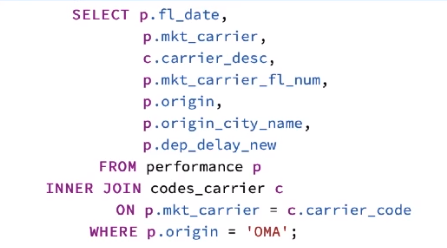 SELECT p.fl_date,
p.mkt_carrier,
c.carrier_desc,
p.mkt_carrier_fl_num,
p.origin,
p.origin_city_name,
p.dep_delay_new
FROM performance p
INNER JOIN codes_carrier c
ON p.mkt_carrier = c.carrier_code
WHERE p.origin = 'OMA';